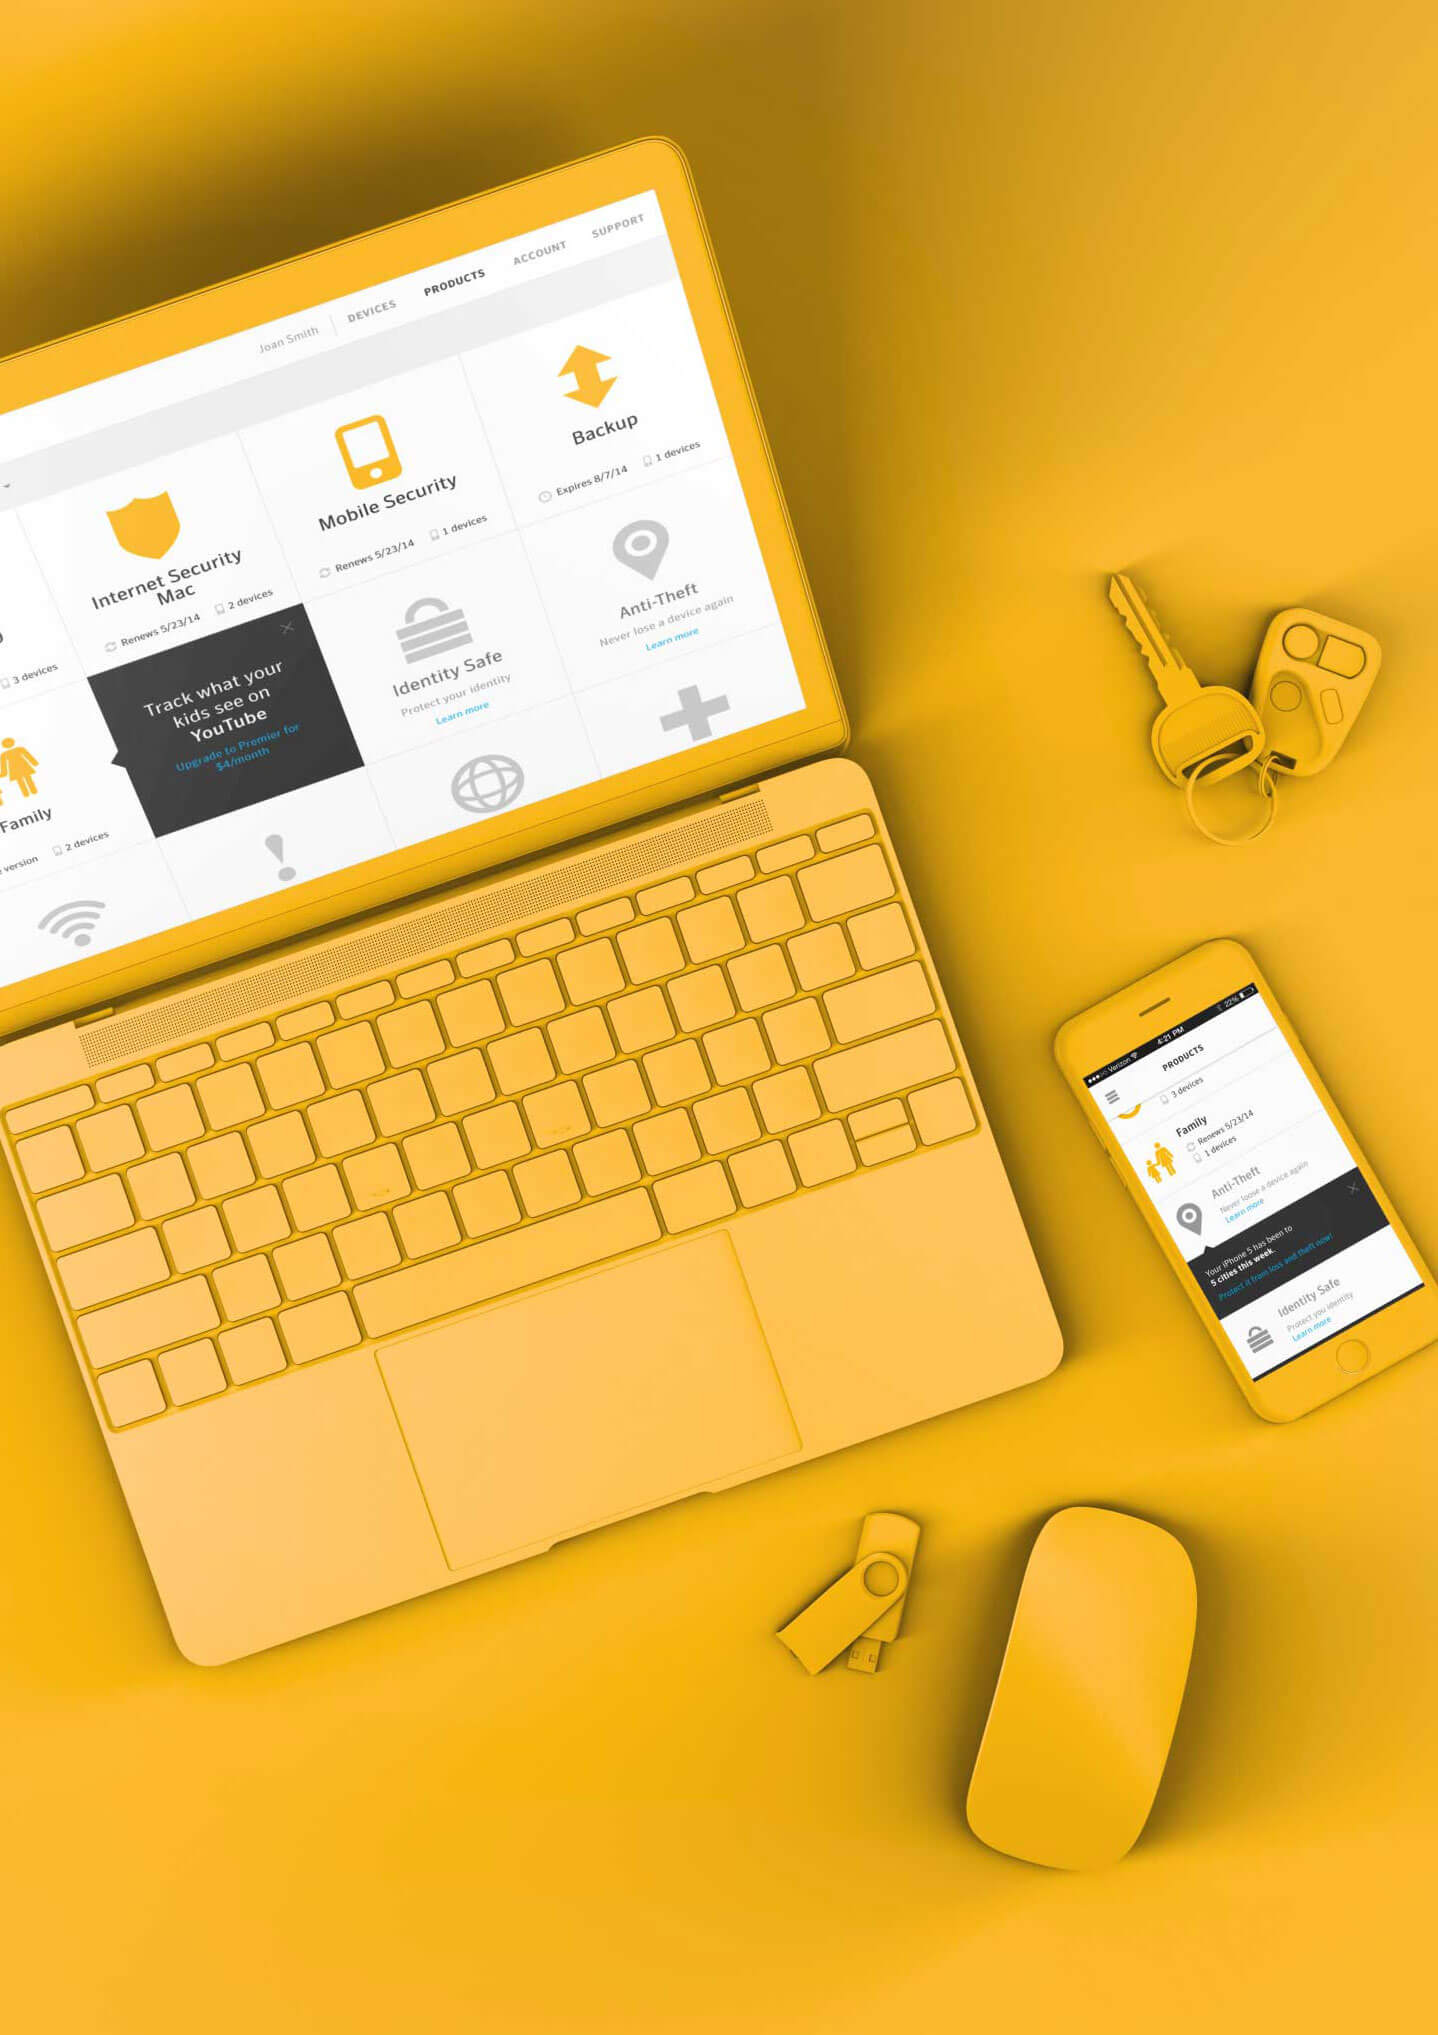 Joan Smith
DEVICES
PRODUCTS
ACCOUNT
SUPPORT
3 devices
Internet Security
Mac
Renews 5/23/14
2 devices
Mobile Security
Renews 5/23/14
1 devices
Backup
Expires 8/7/14
1 devices
Family
version
2 devices
Track what your
kids see on
YouTube
Upgrade to Premier for
$4/month
Identity Safe
Protect your identity
Learn more
Anti-Theft
Never lose a device again
Learn more
Verizon
4:21 PM
22%
PRODUCTS
3 devices
Family
Renews 5/23/14
1 devices
Anti-Theft
Never loose a device again
Learn more
Your iPhone 5 has been to
5 cities this week.
Protect it from loss and theft now!
Identity Safe
Protect you identity
Learn more